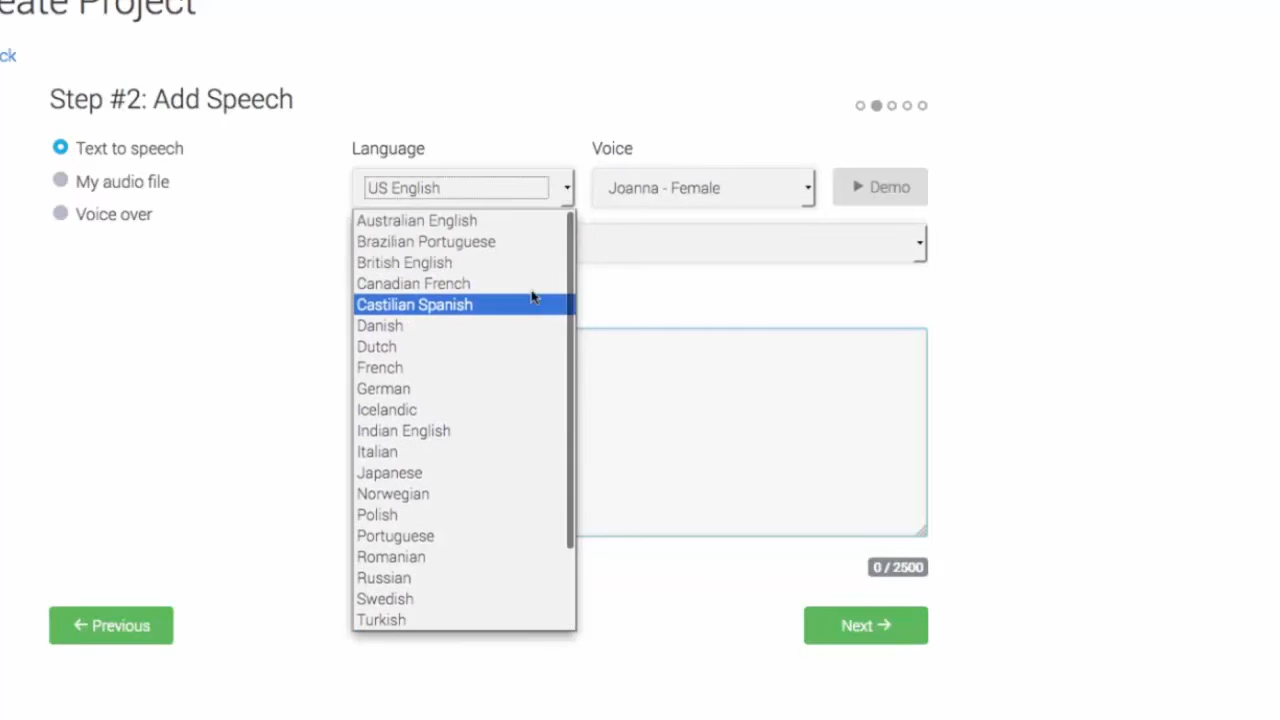 eate Project
ck
Step #2: Add Speech
Text to speech
My audio file
Voice over
Language
Voice
US English
Joanna - Female
Demo
Australian English
Brazilian Portuguese
British English
Canadian French
Castilian Spanish
Danish
Dutch
French
German
Icelandic
Indian English
Italian
Japanese
Norwegian
Polish
Portuguese
Romanian
Russian
Swedish
Turkish
0 / 2500
← Previous
Next →